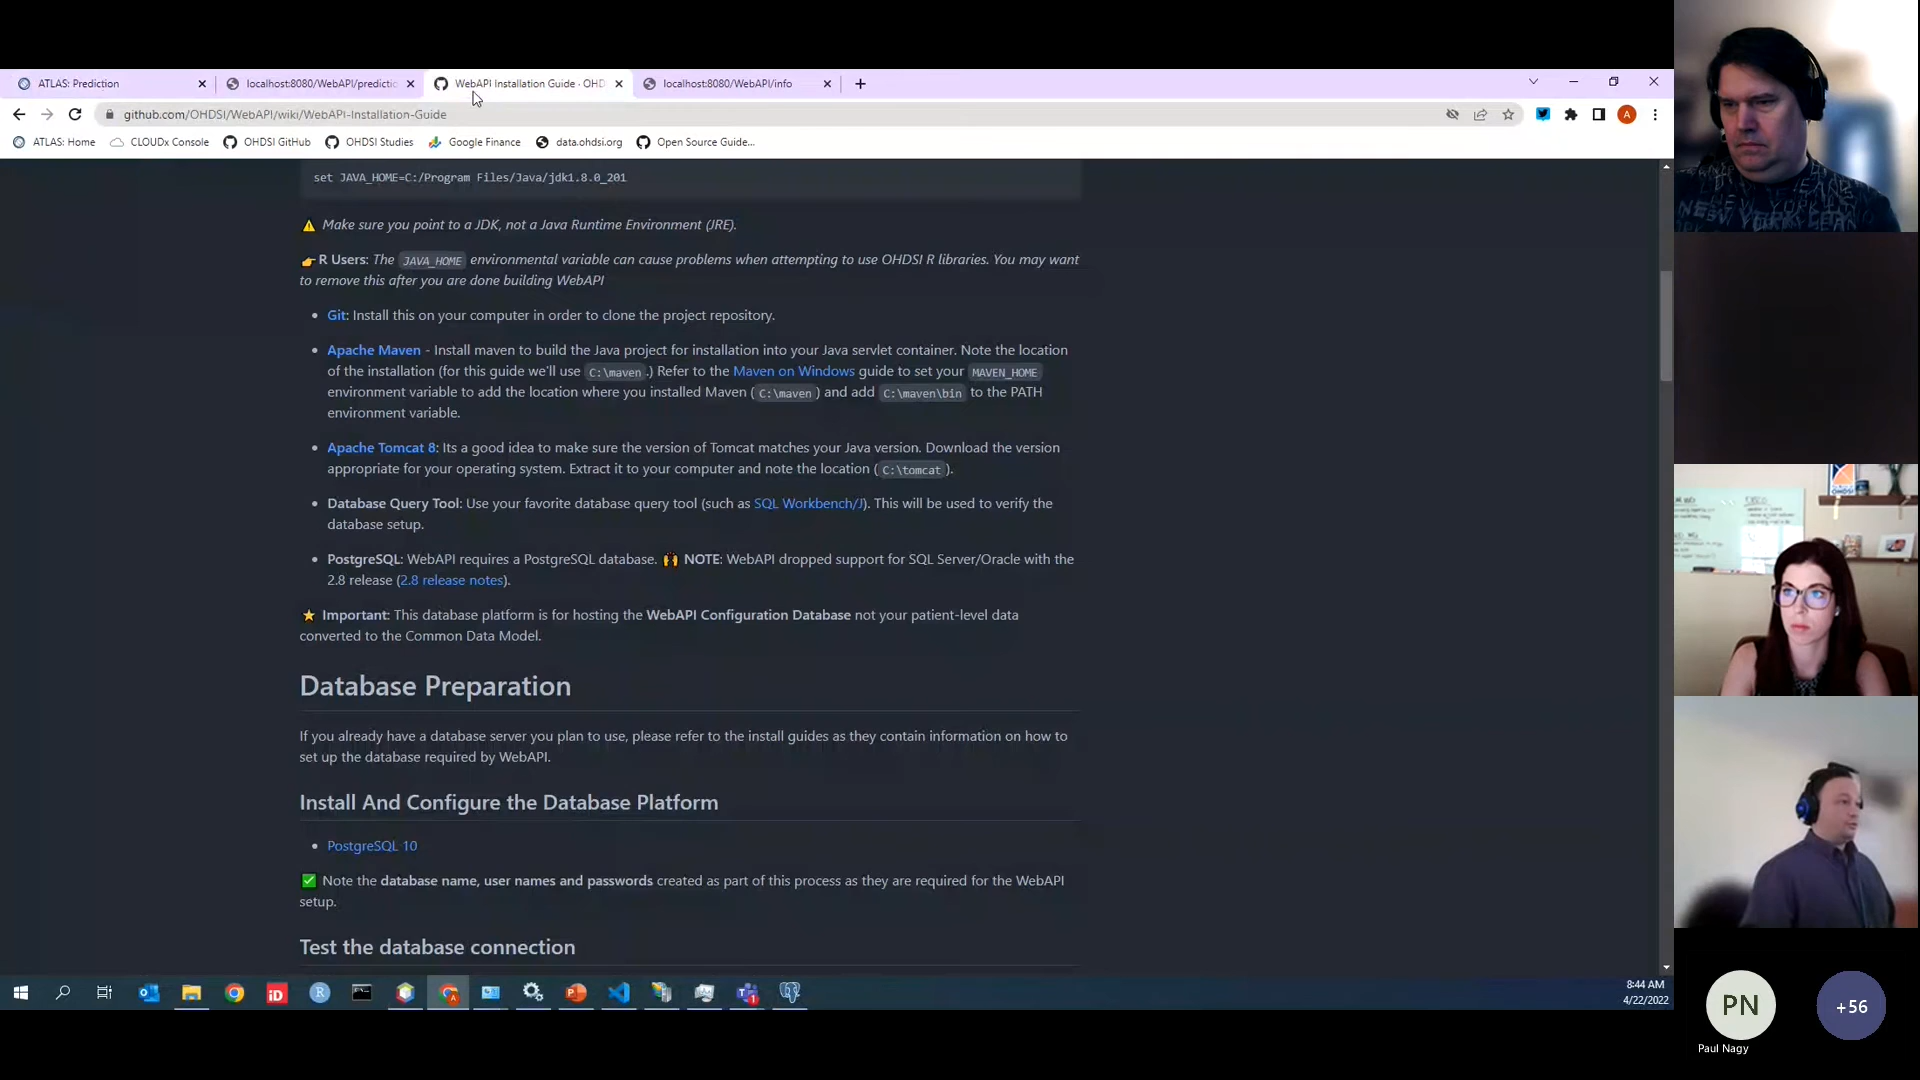 ATLAS: Prediction
localhost:8080/WebAPI/predictic
WebAPI Installation Guide · OHD
localhost:8080/WebAPI/info
github.com/OHDSI/WebAPI/wiki/WebAPI-Installation-Guide
A
ATLAS: Home
CLOUDx Console
OHDSI GitHub
OHDSI Studies
Google Finance
data.ohdsi.org
Open Source Guide...
set JAVA_HOME=C:/Program Files/Java/jdk1.8.0_201
Make sure you point to a JDK, not a Java Runtime Environment (JRE).
R Users: The JAVA_HOME environmental variable can cause problems when attempting to use OHDSI R libraries. You may want
to remove this after you are done building WebAPI
• Git: Install this on your computer in order to clone the project repository.
• Apache Maven - Install maven to build the Java project for installation into your Java servlet container. Note the location
of the installation (for this guide we'll use C:\maven.) Refer to the Maven on Windows guide to set your MAVEN_HOME
environment variable to add the location where you installed Maven (C:\maven) and add C:\maven\bin to the PATH
environment variable.
• Apache Tomcat 8: Its a good idea to make sure the version of Tomcat matches your Java version. Download the version
appropriate for your operating system. Extract it to your computer and note the location (C:\tomcat).
• Database Query Tool: Use your favorite database query tool (such as SQL Workbench/J). This will be used to verify the
database setup.
• PostgreSQL: WebAPI requires a PostgreSQL database. NOTE: WebAPI dropped support for SQL Server/Oracle with the
2.8 release (2.8 release notes).
Important: This database platform is for hosting the WebAPI Configuration Database not your patient-level data
converted to the Common Data Model.
Database Preparation
If you already have a database server you plan to use, please refer to the install guides as they contain information on how to
set up the database required by WebAPI.
Install And Configure the Database Platform
• PostgreSQL 10
Note the database name, user names and passwords created as part of this process as they are required for the WebAPI
setup.
Test the database connection
8:44 AM
4/22/2022
OHDSI
PN
Paul Nagy
+56